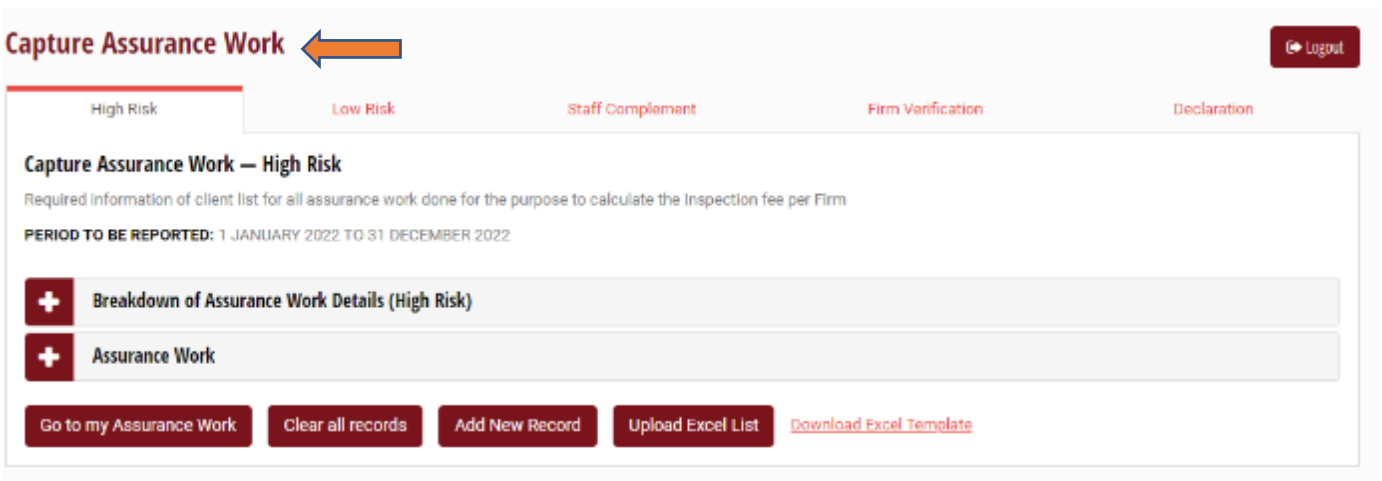 Capture Assurance Work
Logout
High Risk
Low Risk
Staff Complement
Firm Verification
Declaration
Capture Assurance Work — High Risk
Required information of client list for all assurance work done for the purpose to calculate the Inspection fee per Firm
PERIOD TO BE REPORTED: 1 JANUARY 2022 TO 31 DECEMBER 2022
Breakdown of Assurance Work Details (High Risk)
Assurance Work
Go to my Assurance Work
Clear all records
Add New Record
Upload Excel List
Download Excel Template